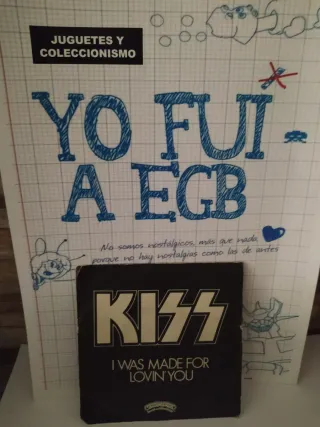 JUGUETES Y
COLECCIONISMO
YO FUI
A EGB
No somos nostálgicos, más que nada,
porque no hay nostalgias como las de antes
KISS
I WAS MADE FOR
LOVIN' YOU